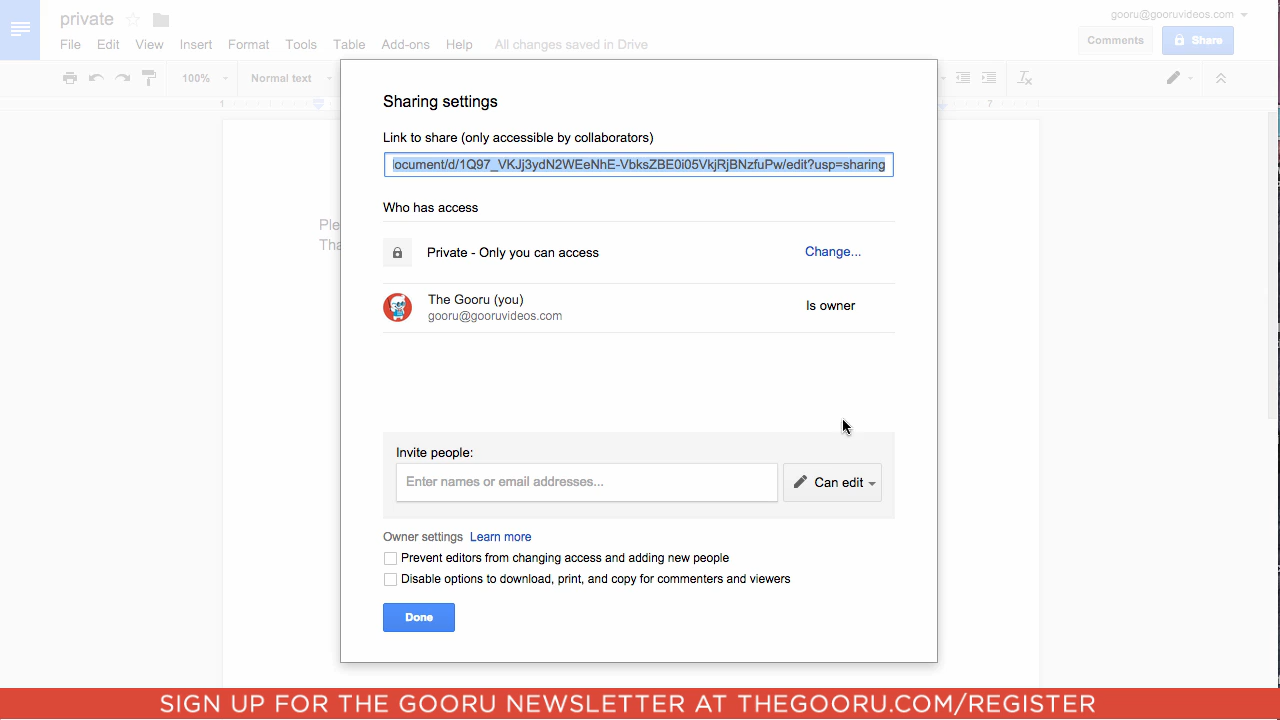 private
gooru@gooruvideos.com
File Edit View Insert Format Tools Table Add-ons Help All changes saved in Drive
Comments Share
100% Normal text
1 7
Sharing settings
Link to share (only accessible by collaborators)
ocument/d/1Q97_VKJj3ydN2WEeNhE-VbksZBE0i05VkjRjBNzfuPw/edit?usp=sharing
Who has access
Private - Only you can access Change...
The Gooru (you)
gooru@gooruvideos.com
Is owner
Invite people:
Enter names or email addresses... Can edit
Owner settings Learn more
Prevent editors from changing access and adding new people
Disable options to download, print, and copy for commenters and viewers
Done
SIGN UP FOR THE GOORU NEWSLETTER AT THEGOORU.COM/REGISTER